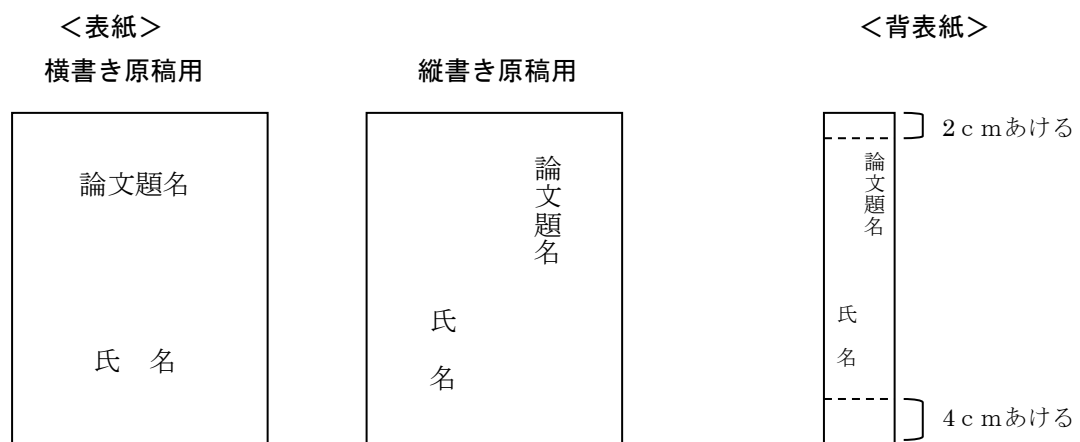 ＜表紙＞
横書き原稿用
論文題名
氏　名
縦書き原稿用
論文題名
氏　名
＜背表紙＞
２ｃｍあける
論文題名
氏　名
４ｃｍあける